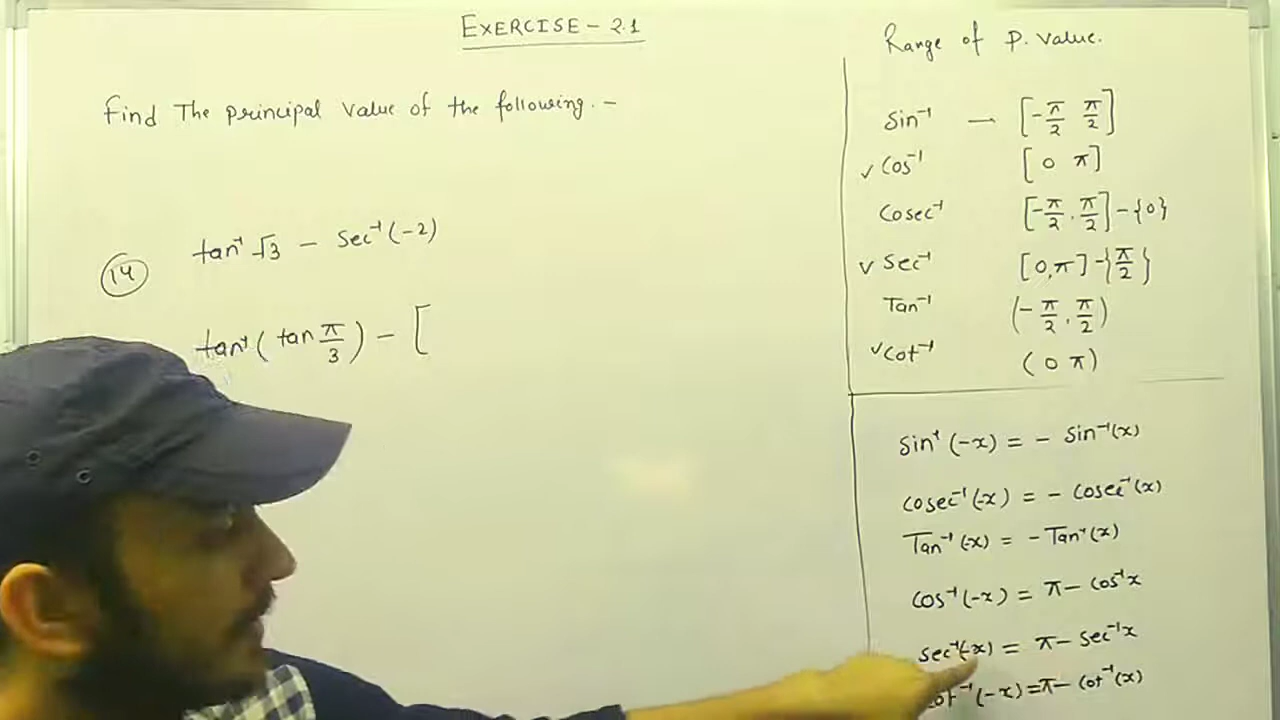 EXERCISE - 2.1
Find The principal value of the following. -
(14) tan⁻¹ √3 - sec⁻¹ (-2)
tan⁻¹ ( tan π/3 ) - [
Range of P. value.
Sin⁻¹ — [-π/2 π/2]
✓ Cos⁻¹ [0 π]
Cosec⁻¹ [-π/2, π/2] - {0}
✓ Sec⁻¹ [0, π] - {π/2}
Tan⁻¹ (-π/2, π/2)
✓ Cot⁻¹ (0 π)
Sin⁻¹ (-x) = - Sin⁻¹(x)
Cosec⁻¹ (-x) = - Cosec⁻¹(x)
Tan⁻¹ (-x) = - Tan⁻¹(x)
Cos⁻¹ (-x) = π - Cos⁻¹x
sec⁻¹(-x) = π - sec⁻¹x
cot⁻¹ (-x) = π - cot⁻¹(x)